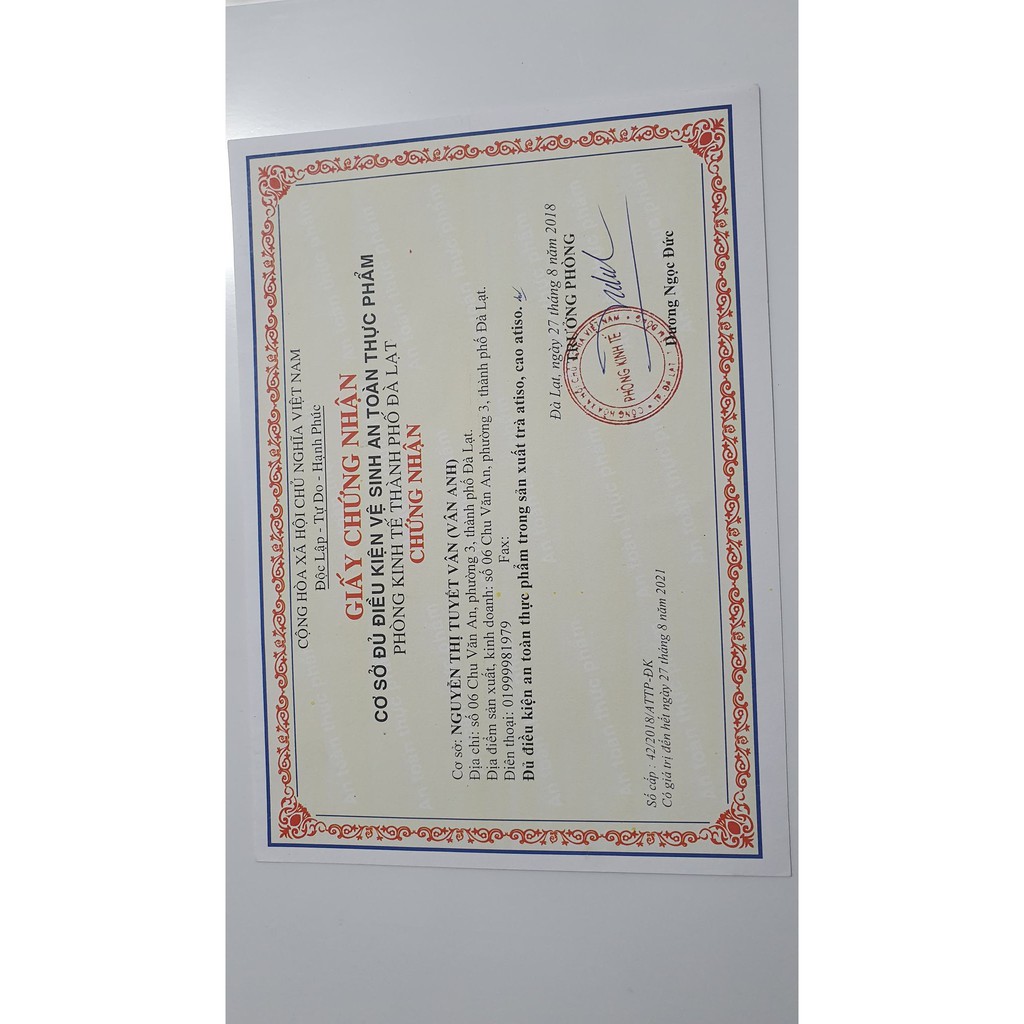 CỘNG HÒA XÃ HỘI CHỦ NGHĨA VIỆT NAM
Độc Lập - Tự Do - Hạnh Phúc
GIẤY CHỨNG NHẬN
CƠ SỞ ĐỦ ĐIỀU KIỆN VỆ SINH AN TOÀN THỰC PHẨM
PHÒNG KINH TẾ THÀNH PHỐ ĐÀ LẠT
CHỨNG NHẬN
Cơ sở: NGUYỄN THỊ TUYẾT VÂN (VÂN ANH)
Địa chỉ: số 06 Chu Văn An, phường 3, thành phố Đà Lạt.
Địa điểm sản xuất, kinh doanh: số 06 Chu Văn An, phường 3, thành phố Đà Lạt.
Điên thoại: 01999981979 Fax:
Đủ điều kiện an toàn thực phẩm trong sản xuất trà atiso, cao atiso.
Đà Lạt, ngày 27 tháng 8 năm 2018
TRƯỞNG PHÒNG
PHÒNG KINH TẾ
Dương Ngọc Đức
Số cấp : 42/2018/ATTP-ĐK
Có giá trị đến hết ngày 27 tháng 8 năm 2021